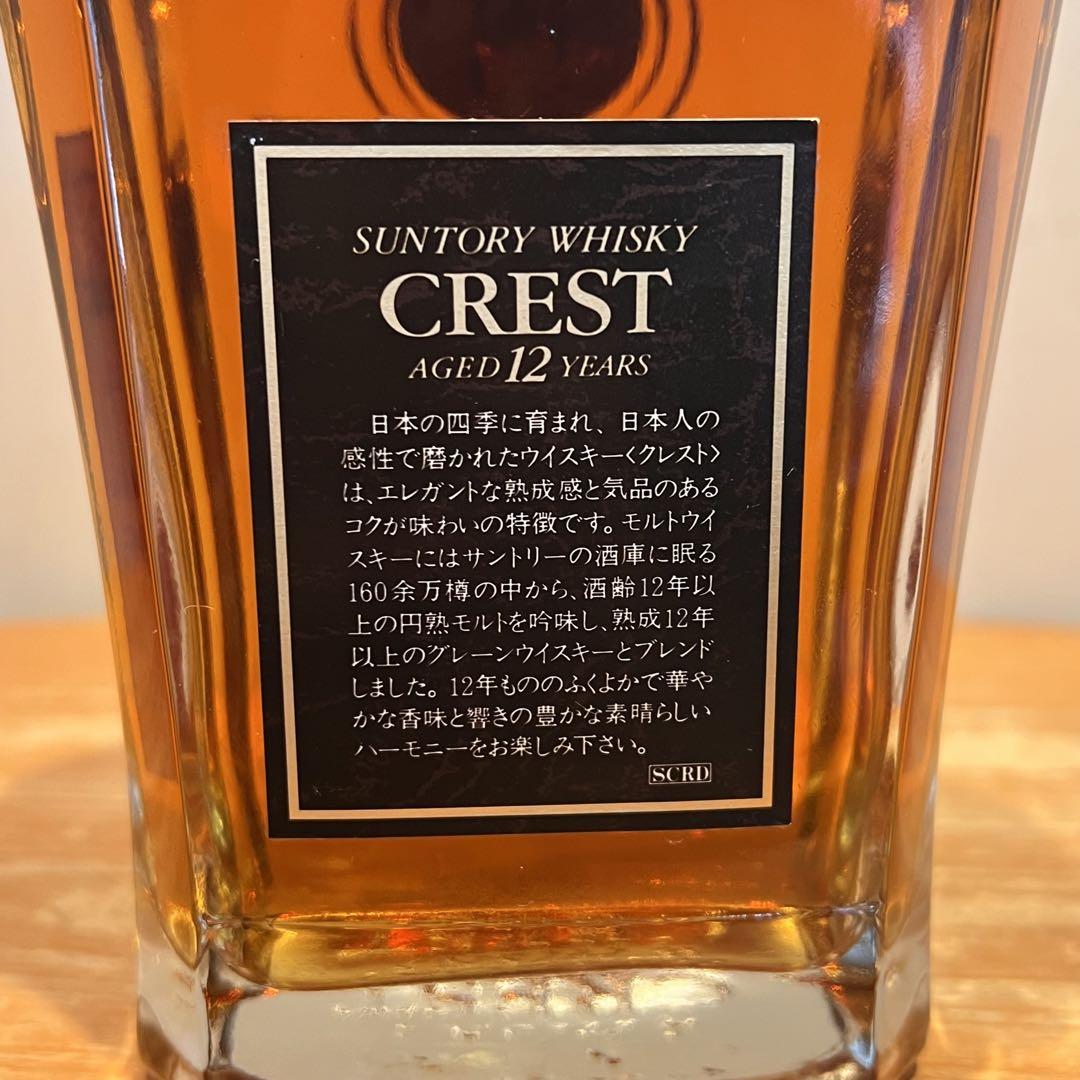 SUNTORY WHISKY
CREST
AGED 12 YEARS
日本の四季に育まれ、日本人の
感性で磨かれたウイスキー〈クレスト〉
は、エレガントな熟成感と気品のある
コクが味わいの特徴です。モルトウイ
スキーにはサントリーの酒庫に眠る
160余万樽の中から、酒齢12年以
上の円熟モルトを吟味し、熟成12年
以上のグレーンウイスキーとブレンド
しました。12年もののふくよかで華や
かな香味と響きの豊かな素晴らしい
ハーモニーをお楽しみ下さい。
SCRD